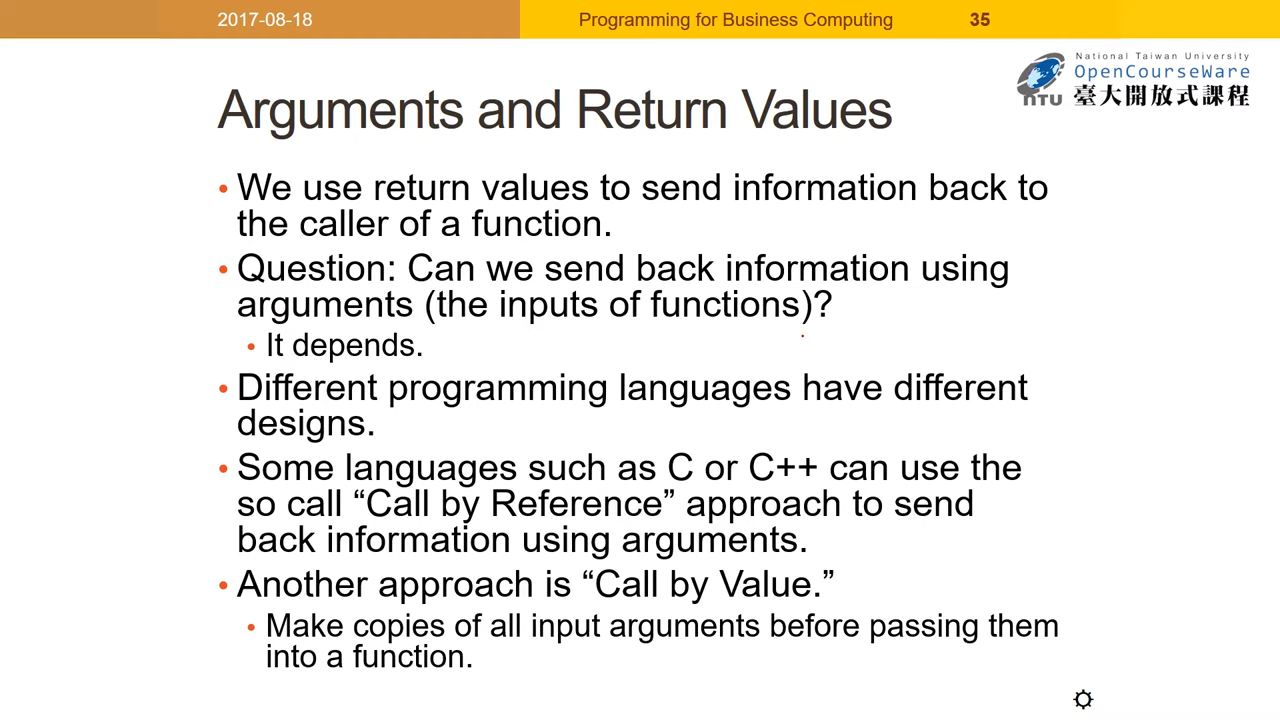 2017-08-18
Programming for Business Computing
35
National Taiwan University
OpenCourseWare
臺大開放式課程
NTU
Arguments and Return Values
• We use return values to send information back to
the caller of a function.
• Question: Can we send back information using
arguments (the inputs of functions)?
• It depends.
• Different programming languages have different
designs.
• Some languages such as C or C++ can use the
so call “Call by Reference” approach to send
back information using arguments.
• Another approach is “Call by Value.”
• Make copies of all input arguments before passing them
into a function.